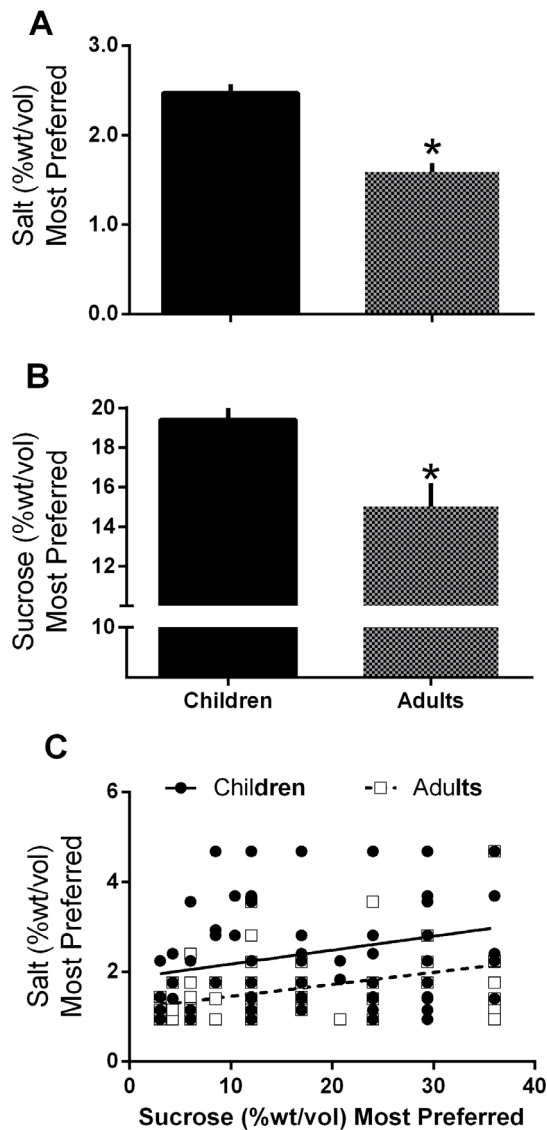 A
3.0
2.0
1.0
0.0
Salt (%wt/vol)
Most Preferred
*
B
20
18
16
14
12
10
Sucrose (%wt/vol)
Most Preferred
*
Children Adults
C
Children Adults
6
4
2
0
Salt (%wt/vol)
Most Preferred
0 10 20 30 40
Sucrose (%wt/vol) Most Preferred